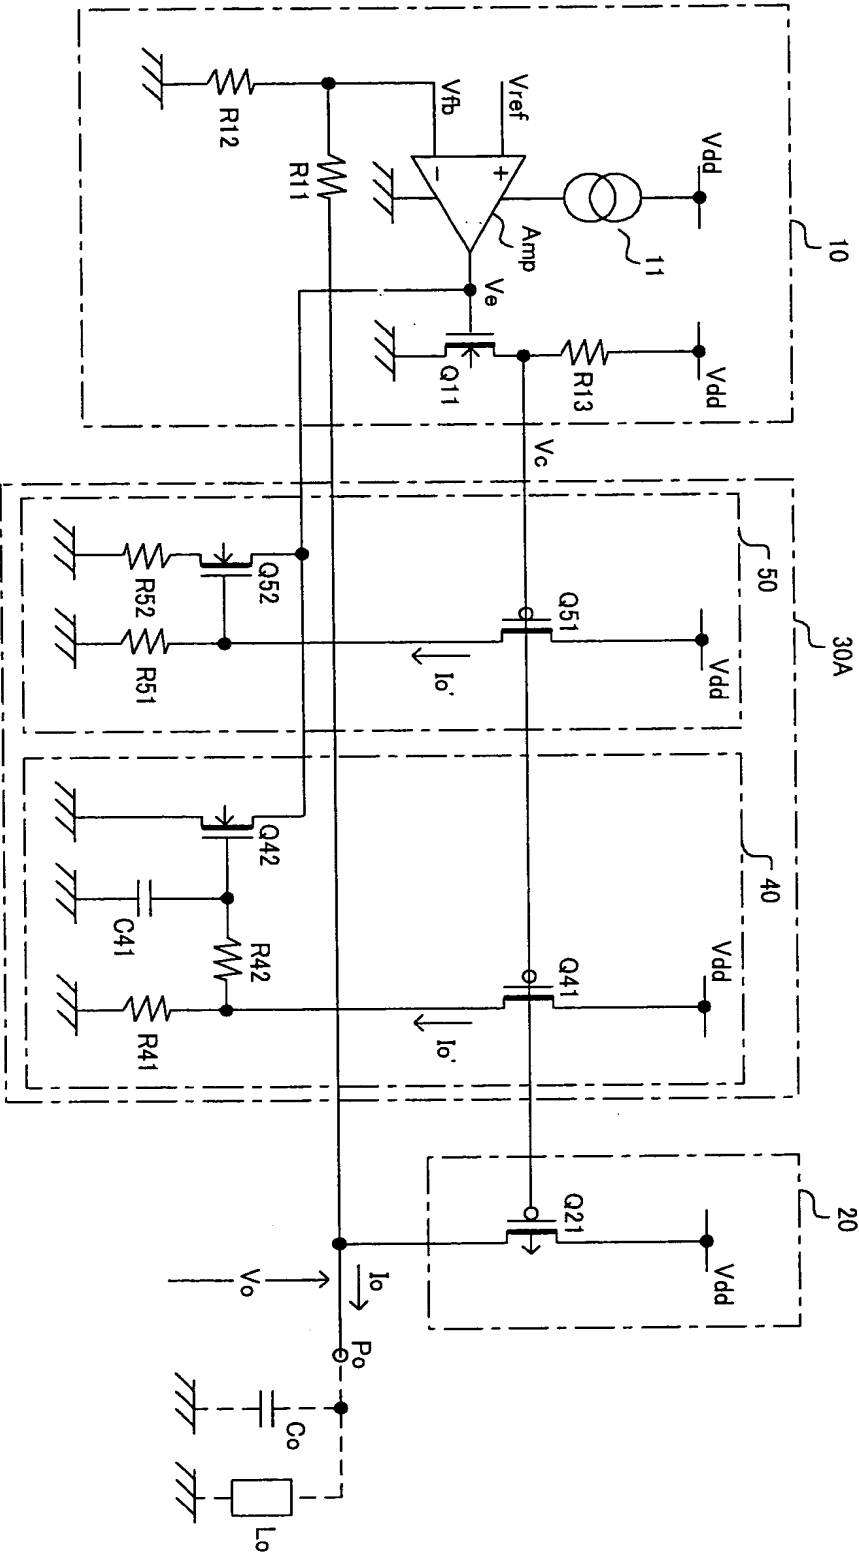 10
Vdd
11
Vref
Vfb
+
-
Amp
R12
R11
Ve
Q11
R13
Vdd
Vc
30A
50
Q52
R52
R51
Q51
Io'
Vdd
40
Q42
C41
R42
R41
Q41
Io'
Vdd
20
Q21
Vdd
Vo
Io
Po
Co
Lo